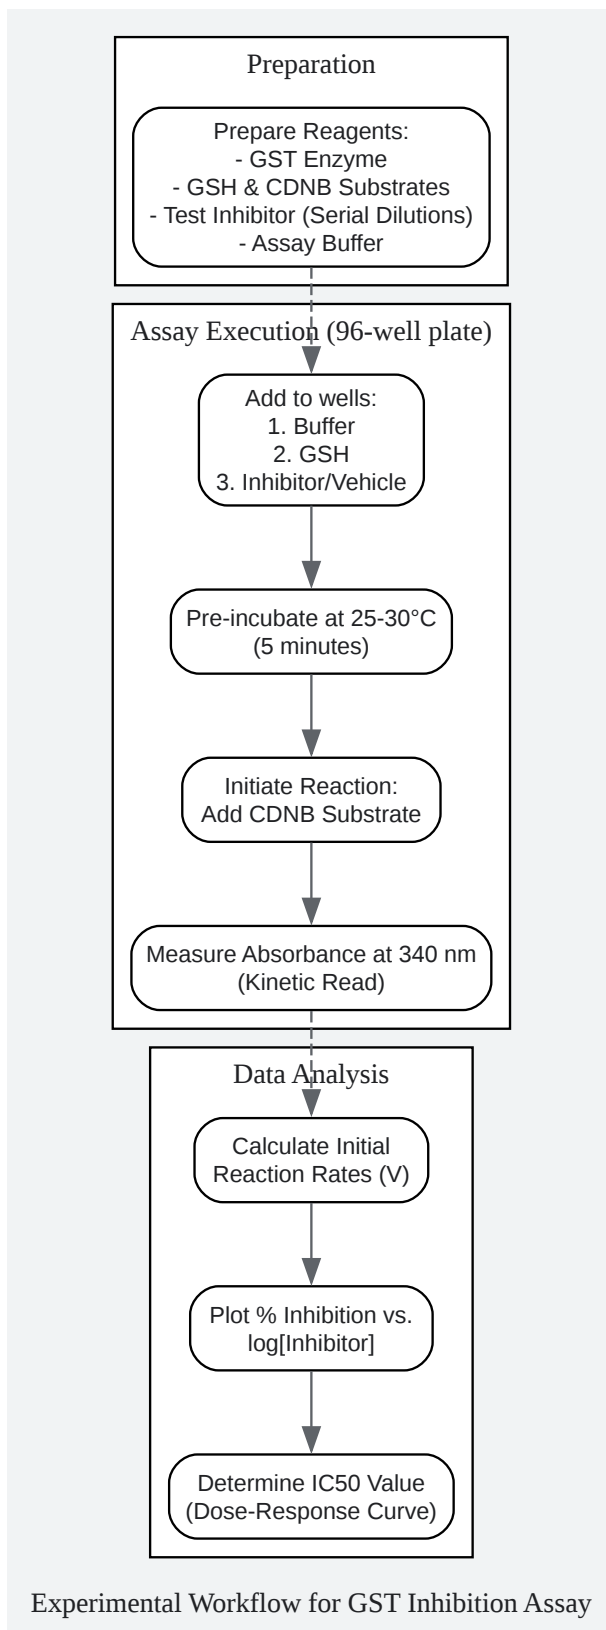 Preparation
Prepare Reagents:
- GST Enzyme
- GSH & CDNB Substrates
- Test Inhibitor (Serial Dilutions)
- Assay Buffer
Assay Execution (96-well plate)
Add to wells:
1. Buffer
2. GSH
3. Inhibitor/Vehicle
Pre-incubate at 25-30°C
(5 minutes)
Initiate Reaction:
Add CDNB Substrate
Measure Absorbance at 340 nm
(Kinetic Read)
Data Analysis
Calculate Initial
Reaction Rates (V)
Plot % Inhibition vs.
log[Inhibitor]
Determine IC50 Value
(Dose-Response Curve)
Experimental Workflow for GST Inhibition Assay